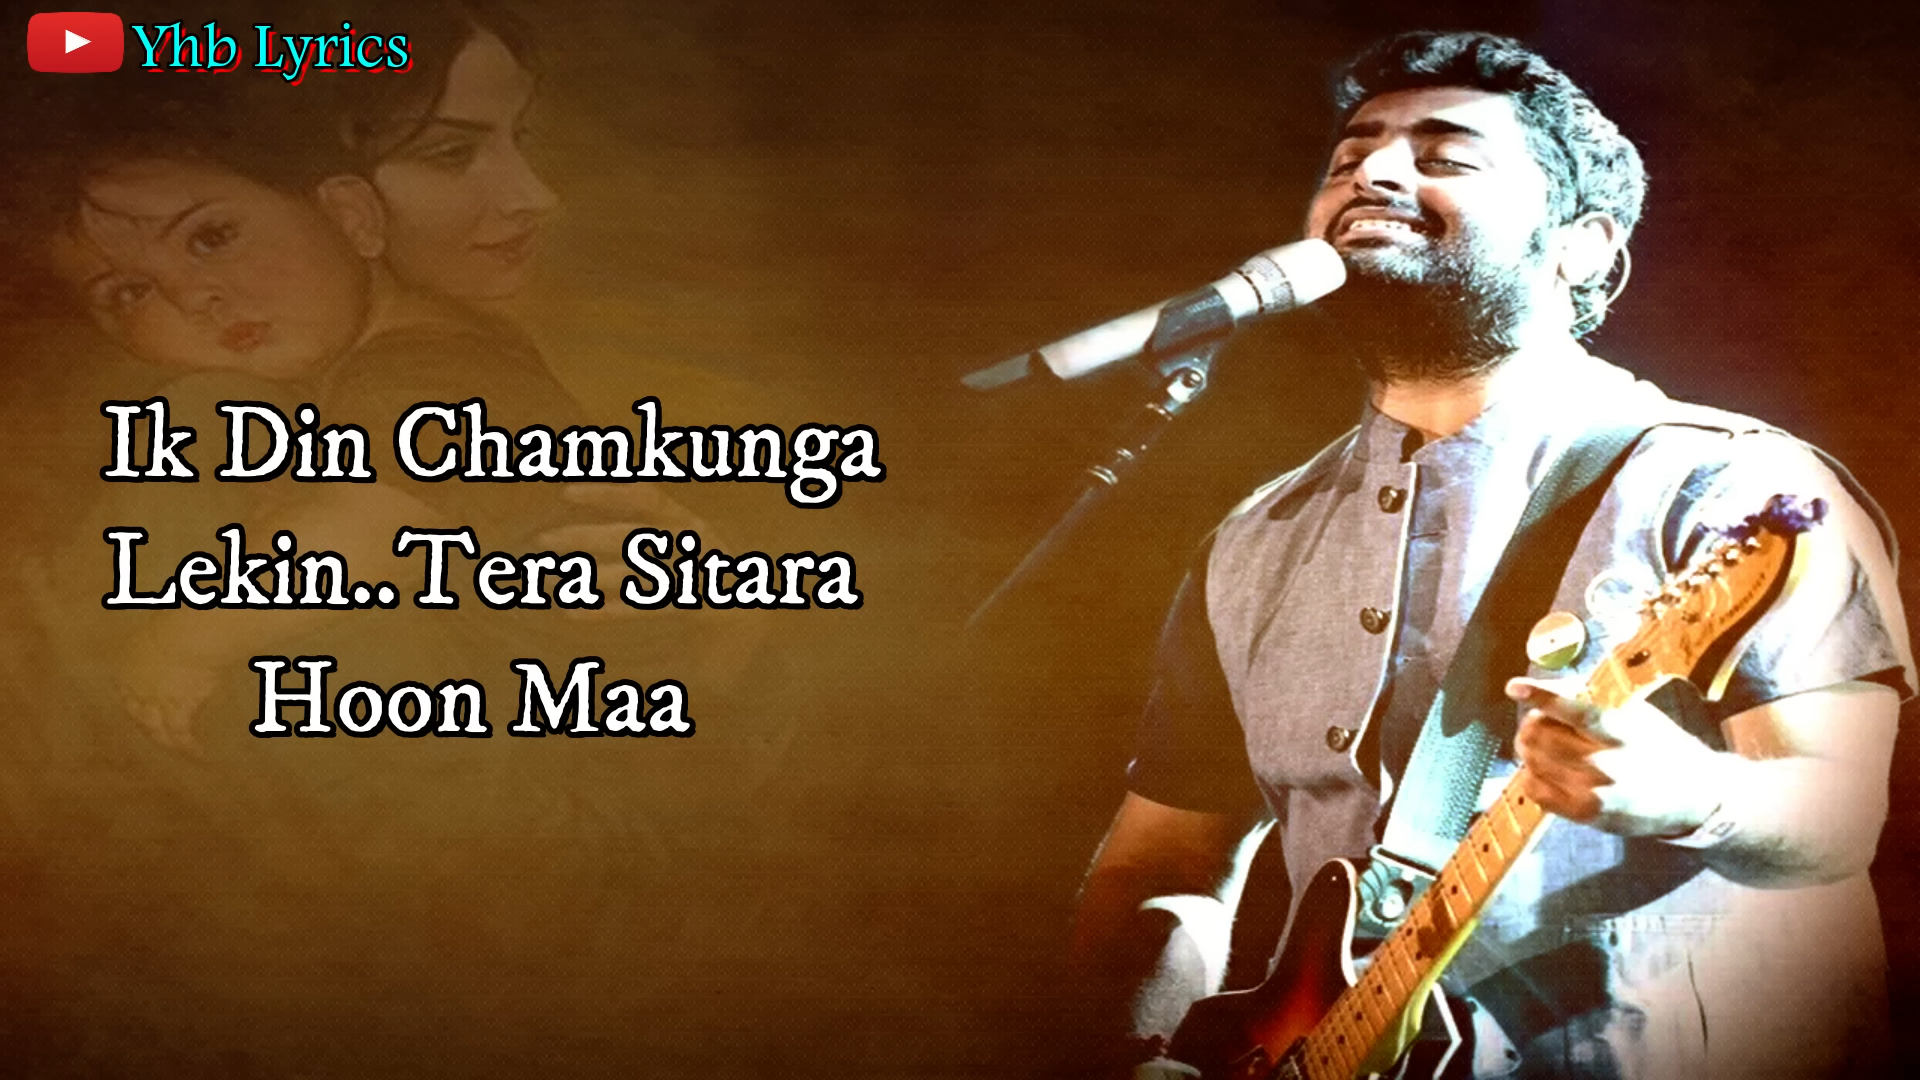 Yhb Lyrics
Ik Din Chamkunga
Lekin..Tera Sitara
Hoon Maa